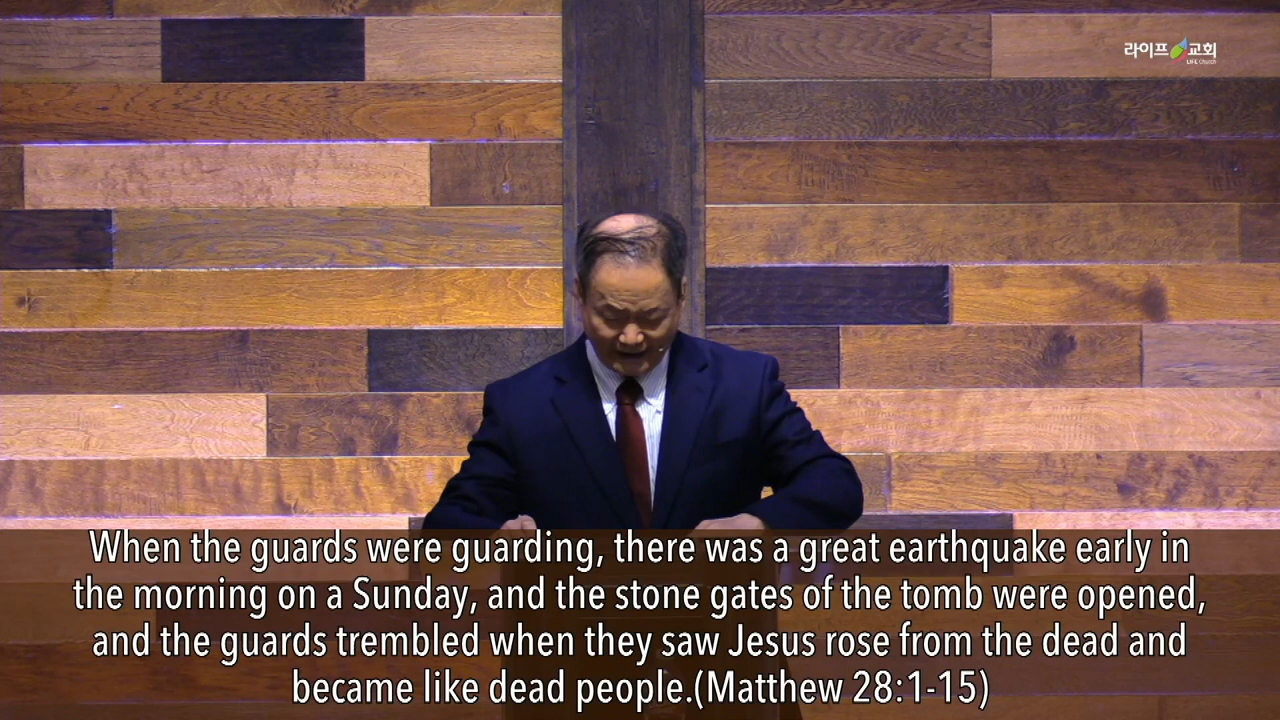 라이프 교회
LIFE Church
When the guards were guarding, there was a great earthquake early in
the morning on a Sunday, and the stone gates of the tomb were opened,
and the guards trembled when they saw Jesus rose from the dead and
became like dead people.(Matthew 28:1-15)